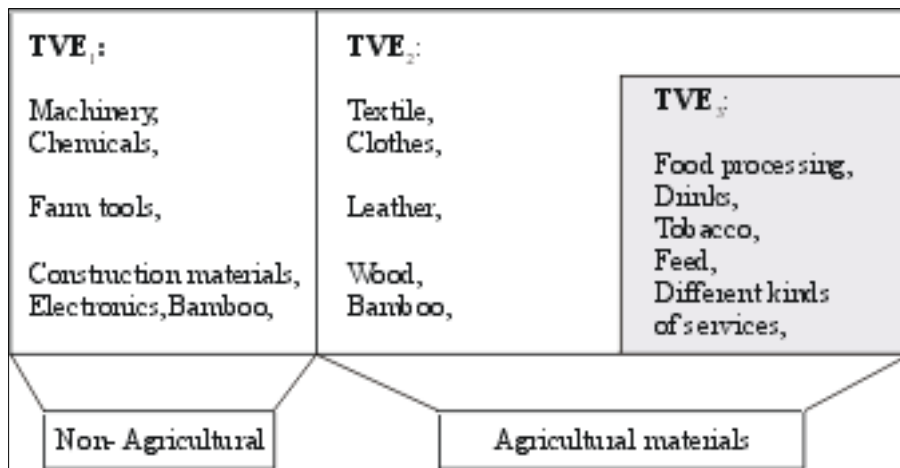 TVE₁:
Machinery,
Chemicals,
Farm tools,
Construction materials,
Electronics,Bamboo,
TVE₂:
Textile,
Clothes,
Leather,
Wood,
Bamboo,
TVE₃:
Food processing,
Drinks,
Tobacco,
Feed,
Different kinds
of services,
Non- Agricultural
Agricultural materials